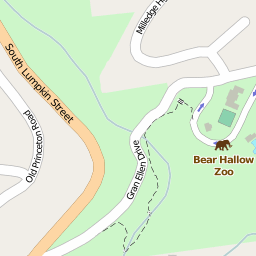 Milledge H
South Lumpkin Street
Old Princeton Road
Gran Ellen Drive
Bear Hallow
Zoo